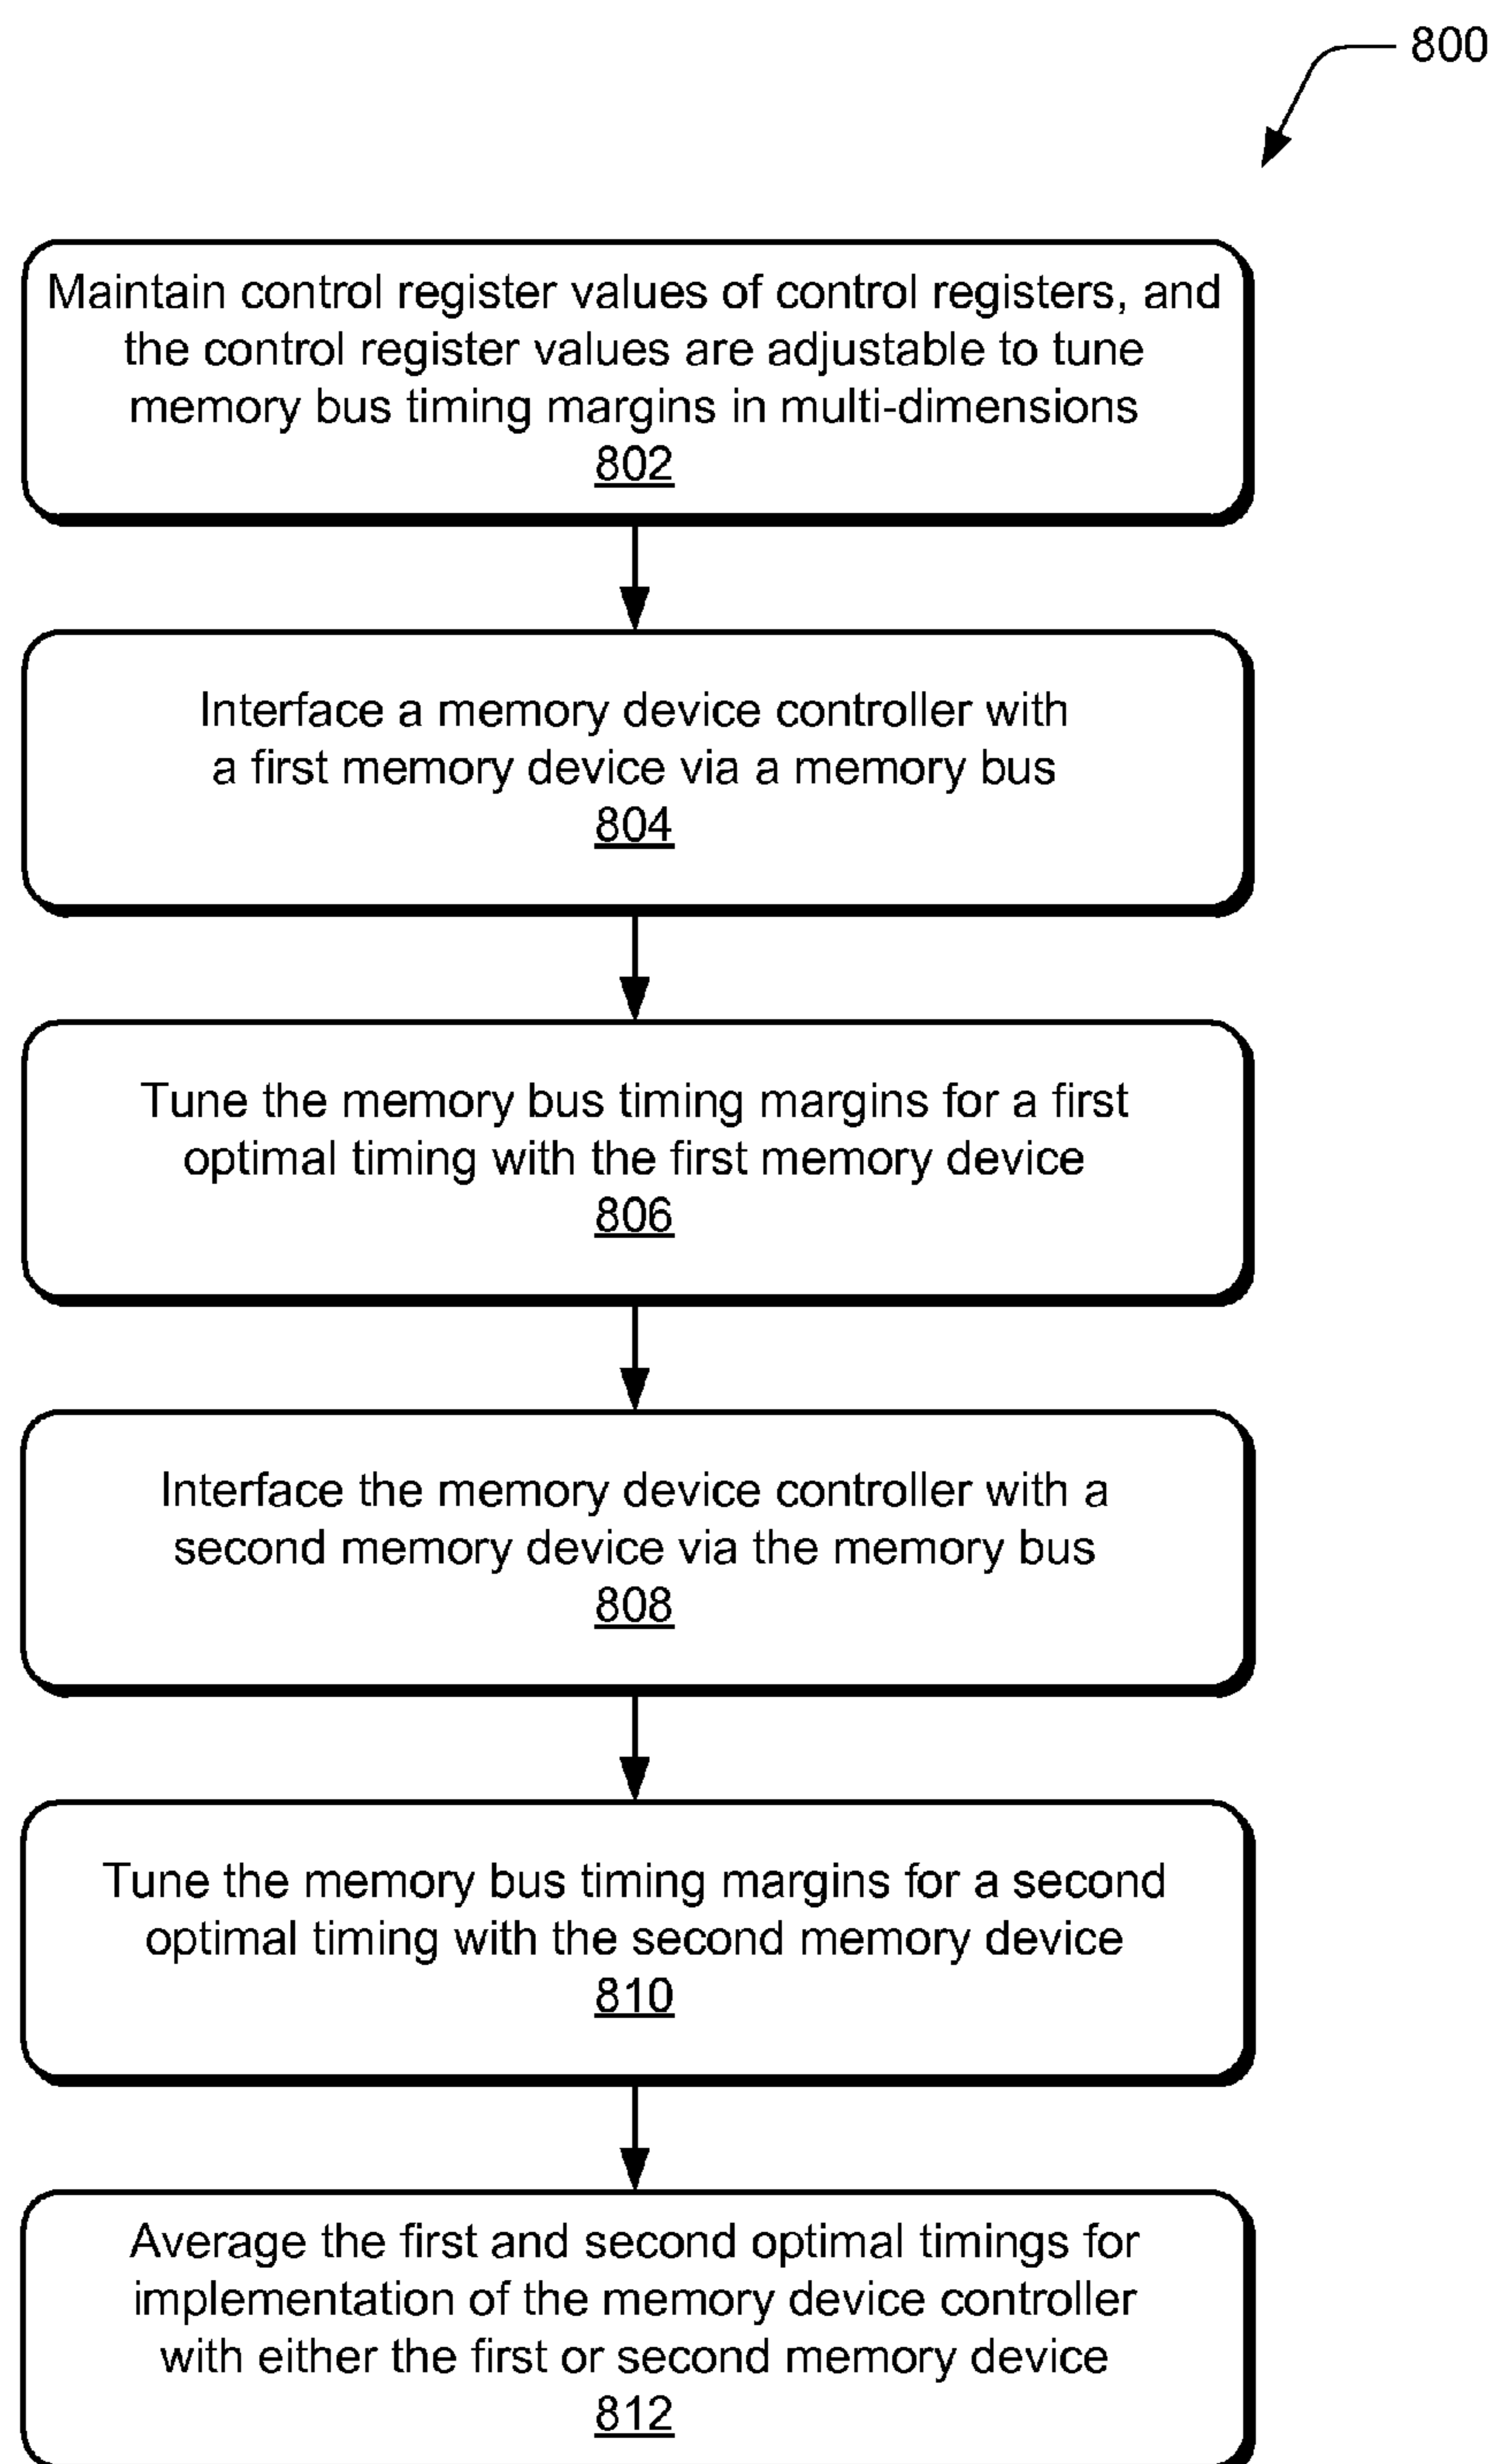 800
Maintain control register values of control registers, and
the control register values are adjustable to tune
memory bus timing margins in multi-dimensions
802
Interface a memory device controller with
a first memory device via a memory bus
804
Tune the memory bus timing margins for a first
optimal timing with the first memory device
806
Interface the memory device controller with a
second memory device via the memory bus
808
Tune the memory bus timing margins for a second
optimal timing with the second memory device
810
Average the first and second optimal timings for
implementation of the memory device controller
with either the first or second memory device
812